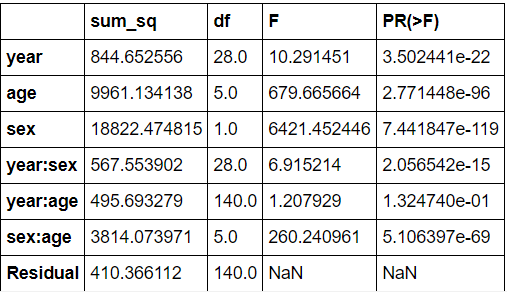 sum_sq df F PR(>F)
year 844.652556 28.0 10.291451 3.502441e-22
age 9961.134138 5.0 679.665664 2.771448e-96
sex 18822.474815 1.0 6421.452446 7.441847e-119
year:sex 567.553902 28.0 6.915214 2.056542e-15
year:age 495.693279 140.0 1.207929 1.324740e-01
sex:age 3814.073971 5.0 260.240961 5.106397e-69
Residual 410.366112 140.0 NaN NaN